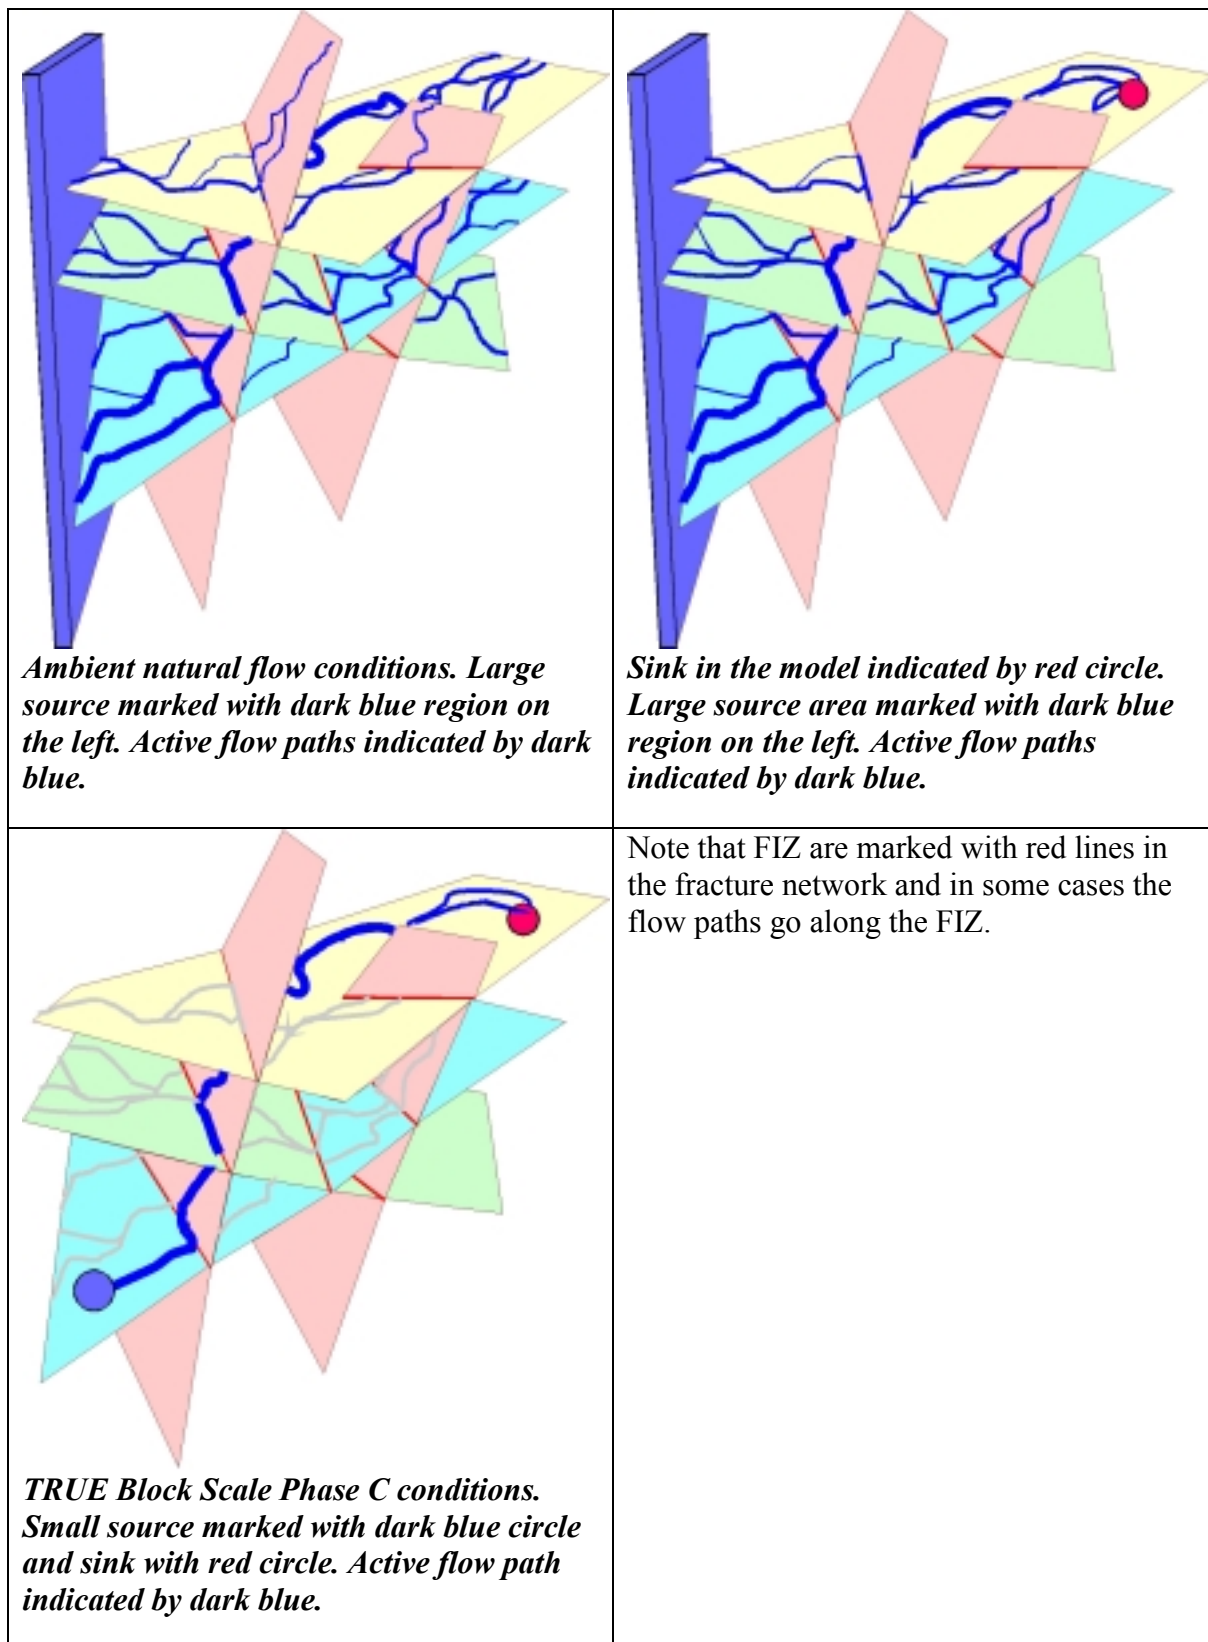 Ambient natural flow conditions. Large
source marked with dark blue region on
the left. Active flow paths indicated by dark
blue.
Sink in the model indicated by red circle.
Large source area marked with dark blue
region on the left. Active flow paths
indicated by dark blue.
TRUE Block Scale Phase C conditions.
Small source marked with dark blue circle
and sink with red circle. Active flow path
indicated by dark blue.
Note that FIZ are marked with red lines in
the fracture network and in some cases the
flow paths go along the FIZ.